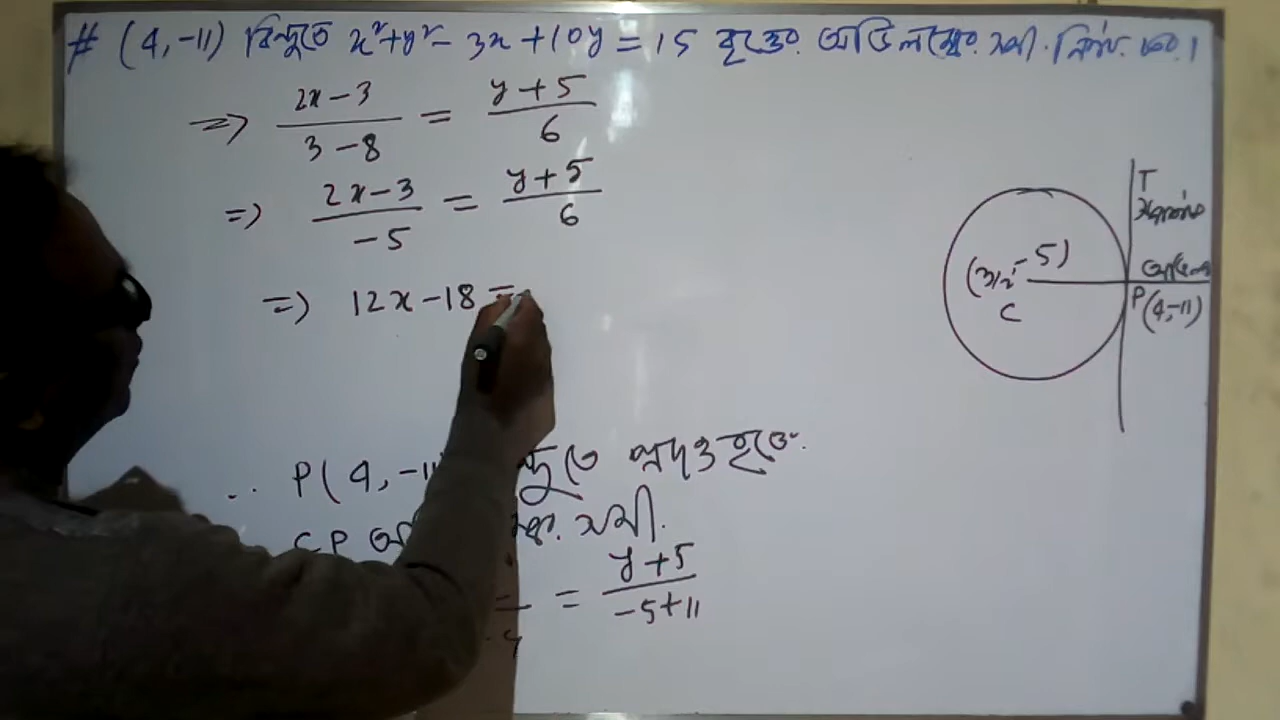 # (4, -11) বিন্দুতে x²+y²- 3x+10y=15 বৃত্তের অভিলম্বের সমী. নির্ণয় কর।
=> (2x-3)/(3-8) = (y+5)/6
=> (2x-3)/-5 = (y+5)/6
=> 12x-18 =
∴ P(4, -11) প্রদত্ত বৃত্তে
CP সমী.
= (y+5)/(-5+11)
T
স্পর্শক
(3/2, -5)
C
P(4,-11)